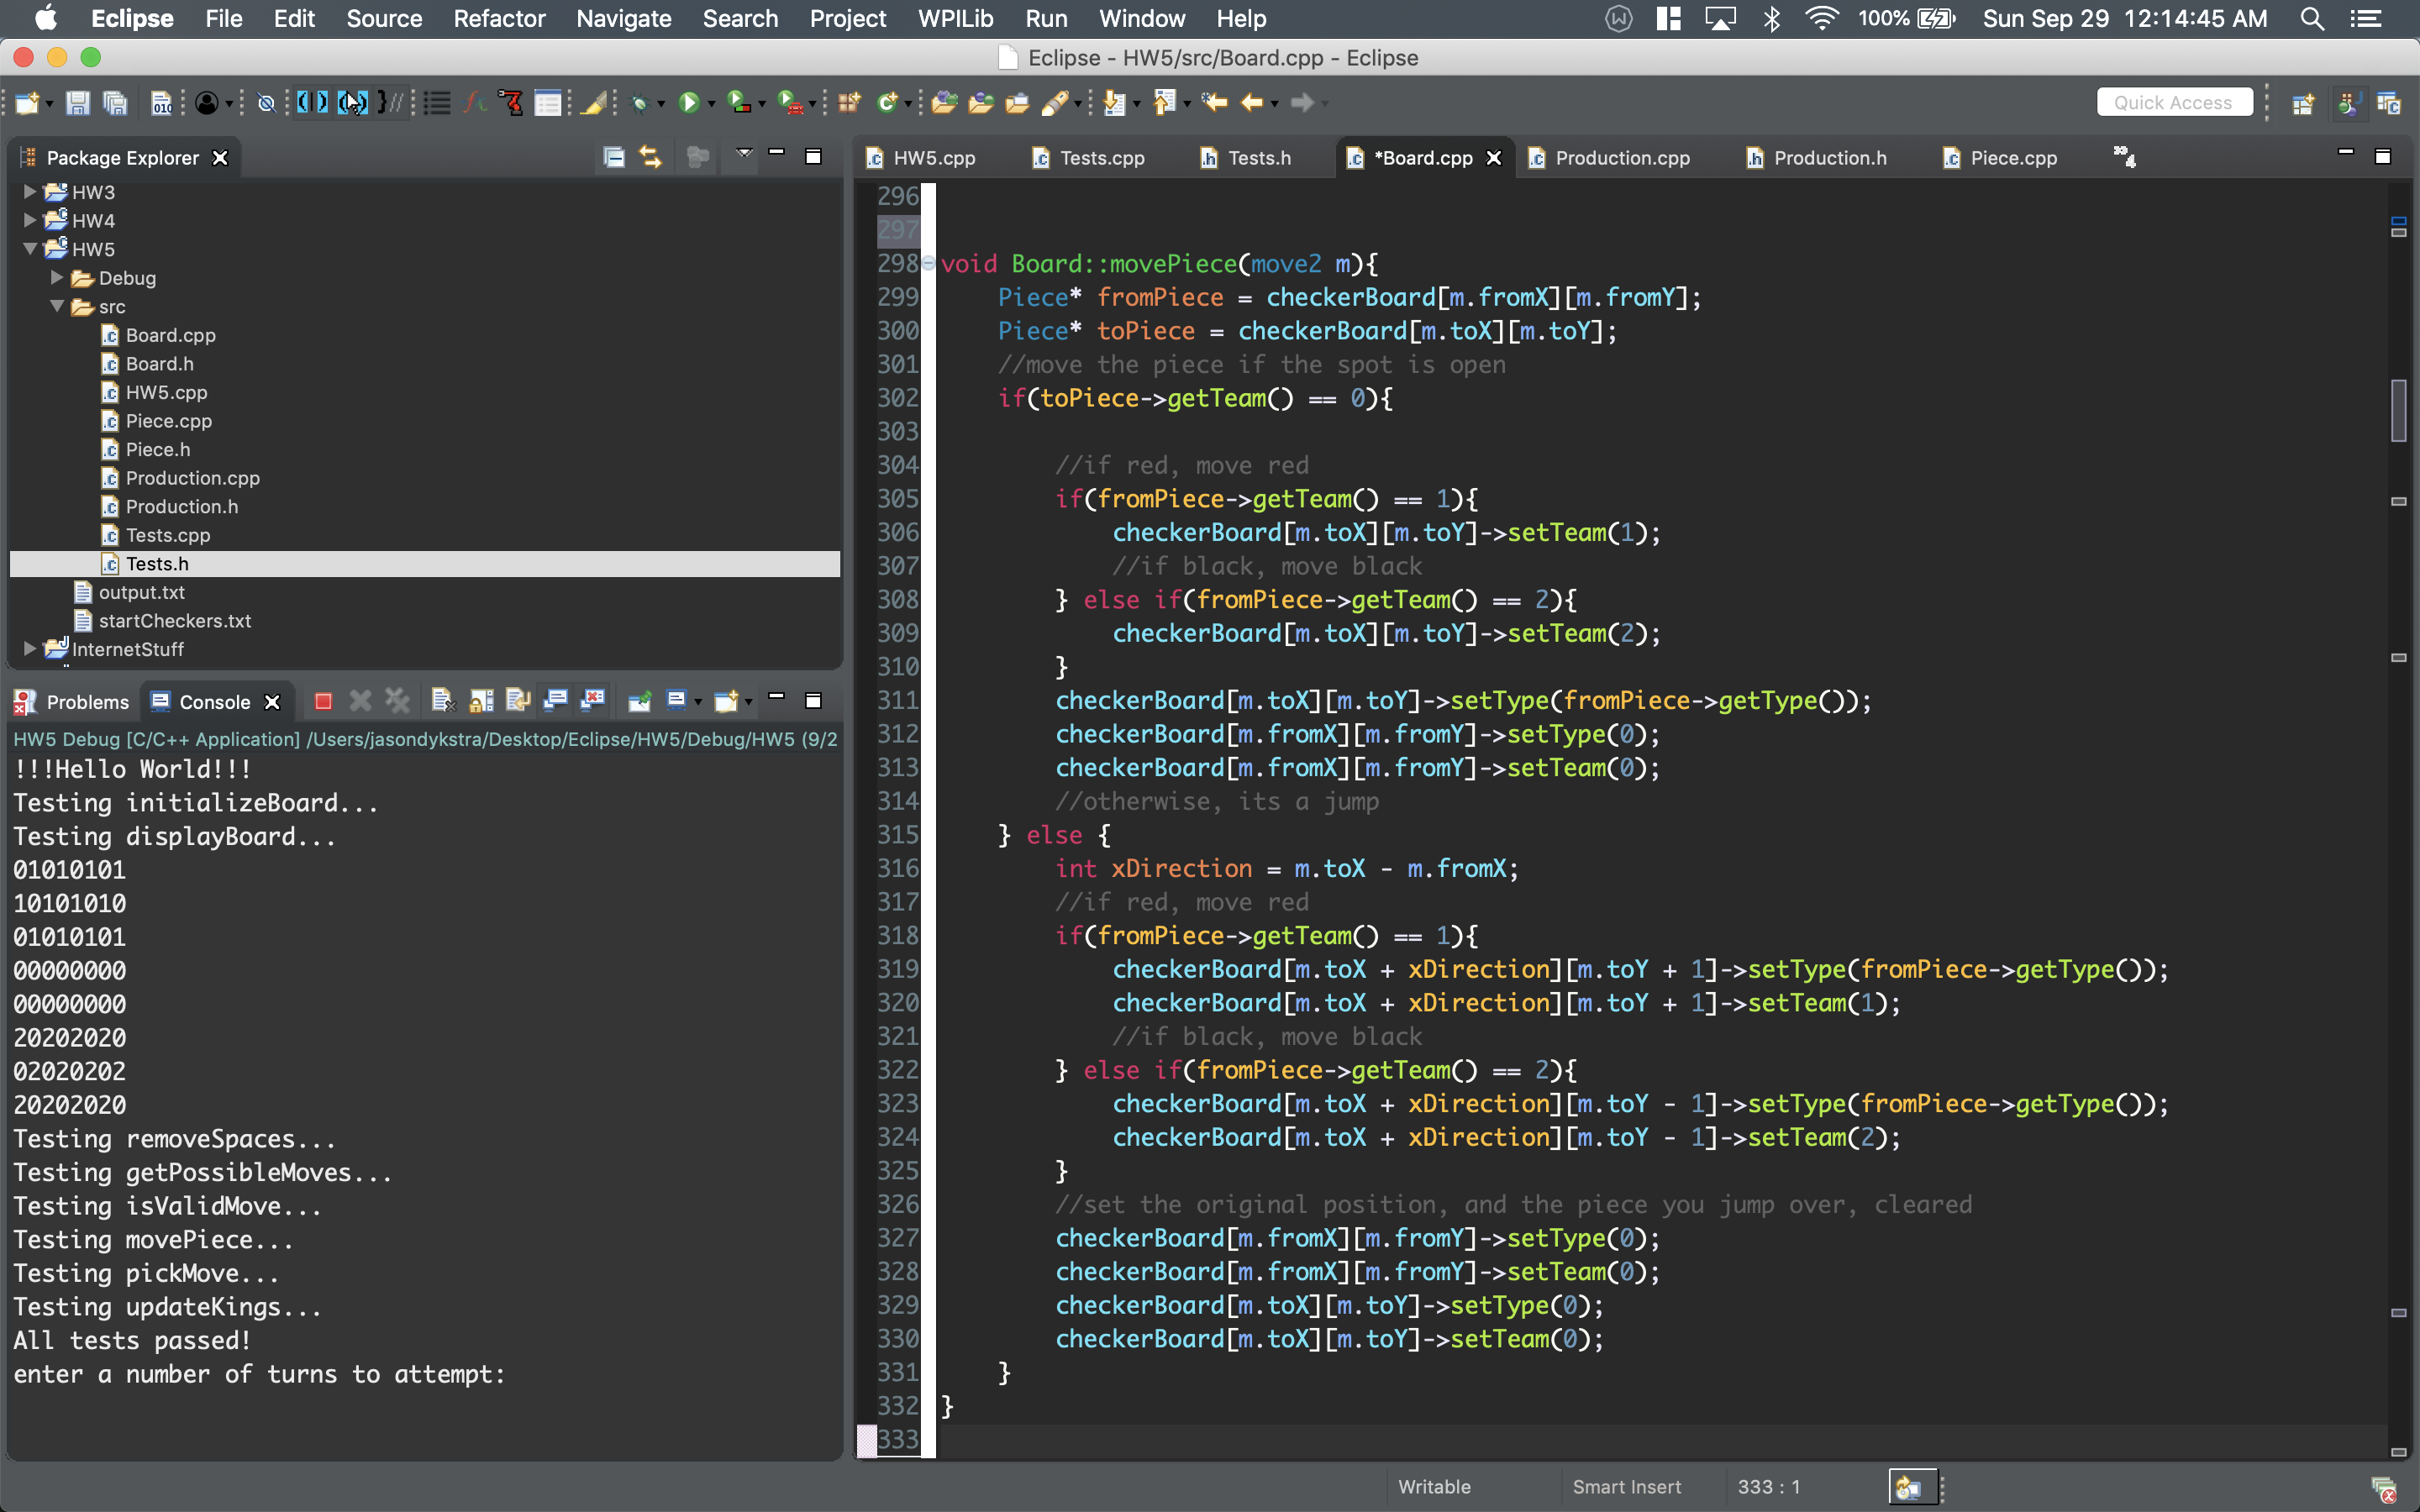 Eclipse File Edit Source Refactor Navigate Search Project WPILib Run Window Help 100% Sun Sep 29 12:14:45 AM
Eclipse - HW5/src/Board.cpp - Eclipse
Quick Access
Package Explorer
HW3
HW4
HW5
Debug
src
Board.cpp
Board.h
HW5.cpp
Piece.cpp
Piece.h
Production.cpp
Production.h
Tests.cpp
Tests.h
output.txt
startCheckers.txt
InternetStuff
Problems Console
HW5 Debug [C/C++ Application] /Users/jasondykstra/Desktop/Eclipse/HW5/Debug/HW5 (9/2
!!!Hello World!!!
Testing initializeBoard...
Testing displayBoard...
01010101
10101010
01010101
00000000
00000000
20202020
02020202
20202020
Testing removeSpaces...
Testing getPossibleMoves...
Testing isValidMove...
Testing movePiece...
Testing pickMove...
Testing updateKings...
All tests passed!
enter a number of turns to attempt:
HW5.cpp Tests.cpp Tests.h *Board.cpp Production.cpp Production.h Piece.cpp 4
296
297
298 void Board::movePiece(move2 m){
299 Piece* fromPiece = checkerBoard[m.fromX][m.fromY];
300 Piece* toPiece = checkerBoard[m.toX][m.toY];
301 //move the piece if the spot is open
302 if(toPiece->getTeam() == 0){
303
304 //if red, move red
305 if(fromPiece->getTeam() == 1){
306 checkerBoard[m.toX][m.toY]->setTeam(1);
307 //if black, move black
308 } else if(fromPiece->getTeam() == 2){
309 checkerBoard[m.toX][m.toY]->setTeam(2);
310 }
311 checkerBoard[m.toX][m.toY]->setType(fromPiece->getType());
312 checkerBoard[m.fromX][m.fromY]->setType(0);
313 checkerBoard[m.fromX][m.fromY]->setTeam(0);
314 //otherwise, its a jump
315 } else {
316 int xDirection = m.toX - m.fromX;
317 //if red, move red
318 if(fromPiece->getTeam() == 1){
319 checkerBoard[m.toX + xDirection][m.toY + 1]->setType(fromPiece->getType());
320 checkerBoard[m.toX + xDirection][m.toY + 1]->setTeam(1);
321 //if black, move black
322 } else if(fromPiece->getTeam() == 2){
323 checkerBoard[m.toX + xDirection][m.toY - 1]->setType(fromPiece->getType());
324 checkerBoard[m.toX + xDirection][m.toY - 1]->setTeam(2);
325 }
326 //set the original position, and the piece you jump over, cleared
327 checkerBoard[m.fromX][m.fromY]->setType(0);
328 checkerBoard[m.fromX][m.fromY]->setTeam(0);
329 checkerBoard[m.toX][m.toY]->setType(0);
330 checkerBoard[m.toX][m.toY]->setTeam(0);
331 }
332 }
333
Writable Smart Insert 333 : 1